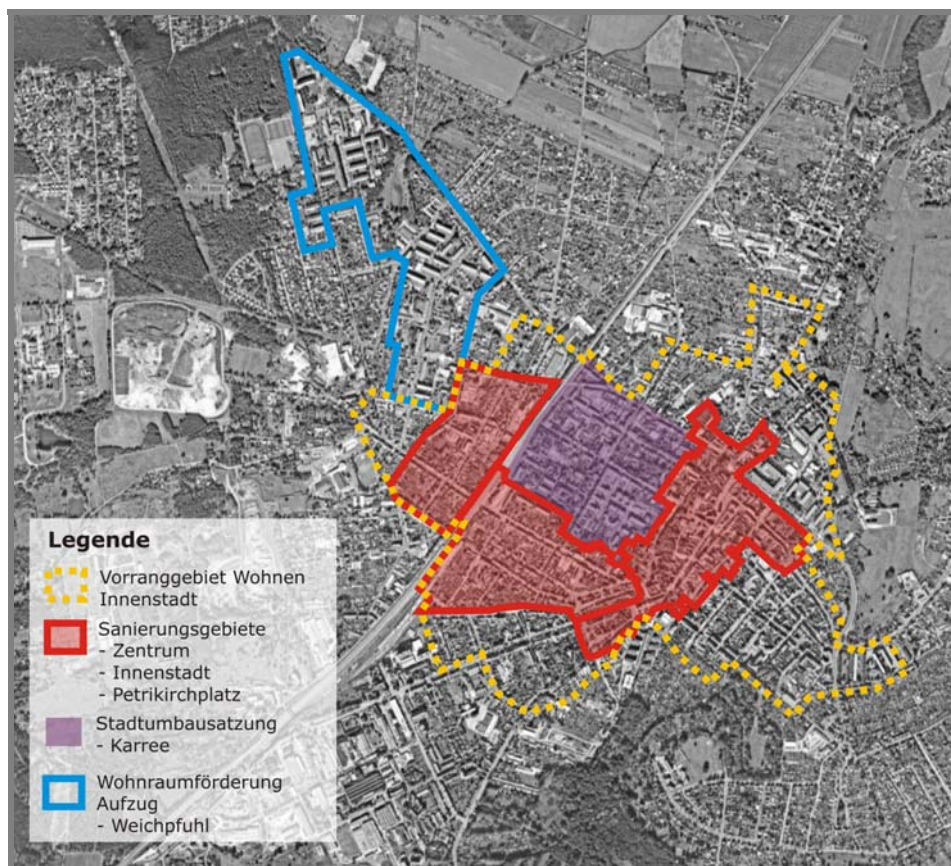 Legende
Vorranggebiet Wohnen
Innenstadt
Sanierungsgebiete
- Zentrum
- Innenstadt
- Petrikirchplatz
Stadtumbausatzung
- Karree
Wohnraumförderung
Aufzug
- Weichpfuhl